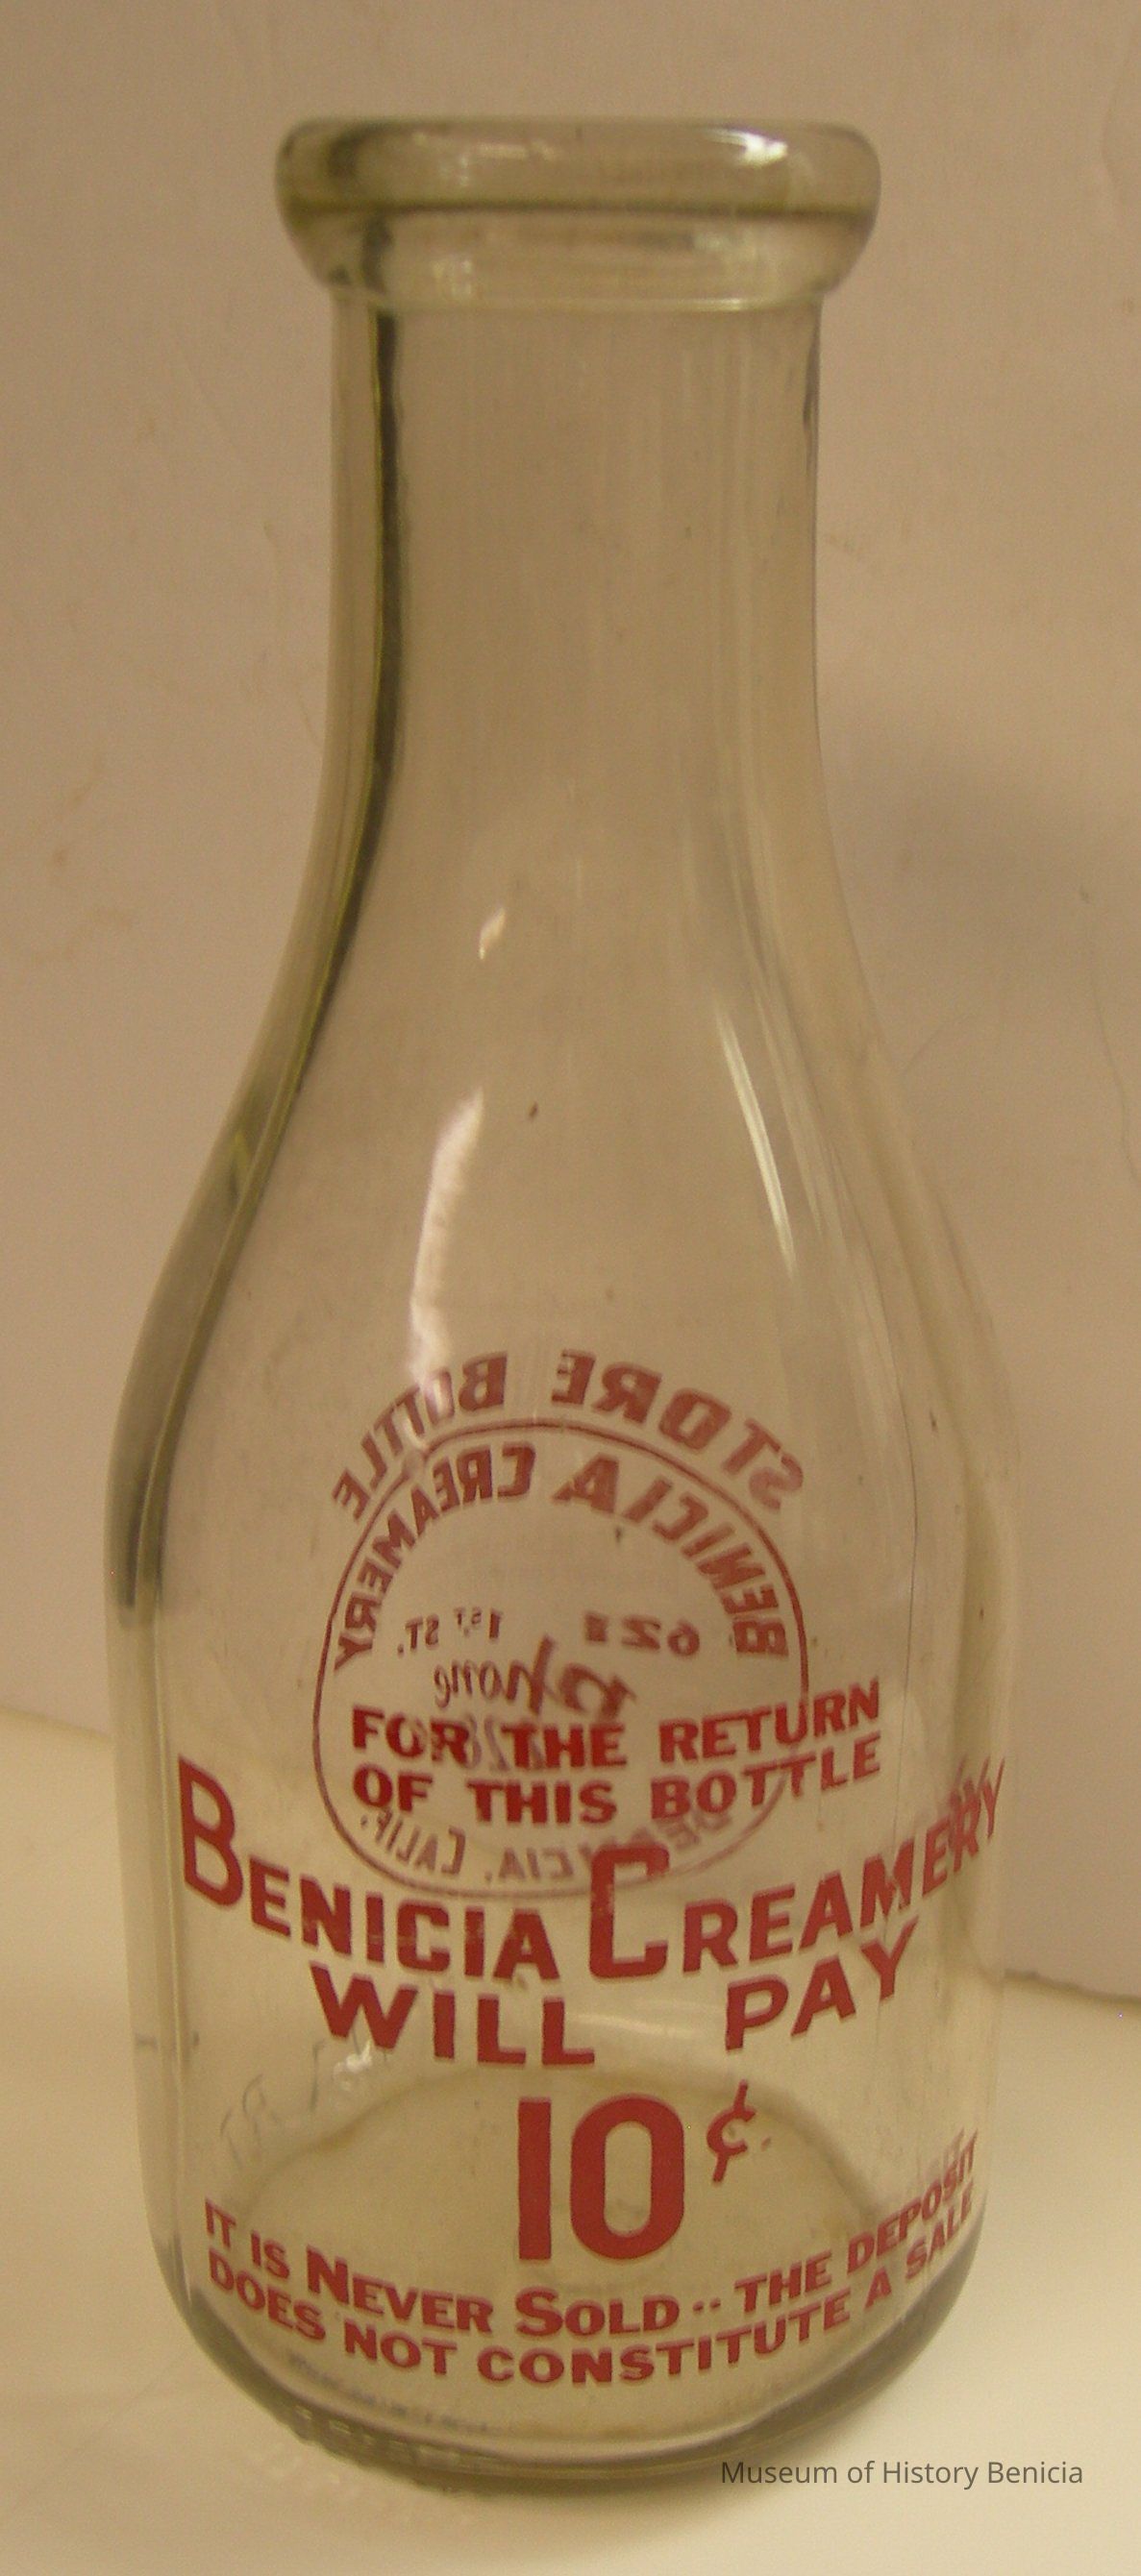 STORE BOTTLE
BENICIA CREAMERY
1ST ST.
phone
BENICIA, CALIF.
FOR THE RETURN
OF THIS BOTTLE
BENICIA CREAMERY
WILL PAY
10¢
IT IS NEVER SOLD -- THE DEPOSIT
DOES NOT CONSTITUTE A SALE
Museum of History Benicia